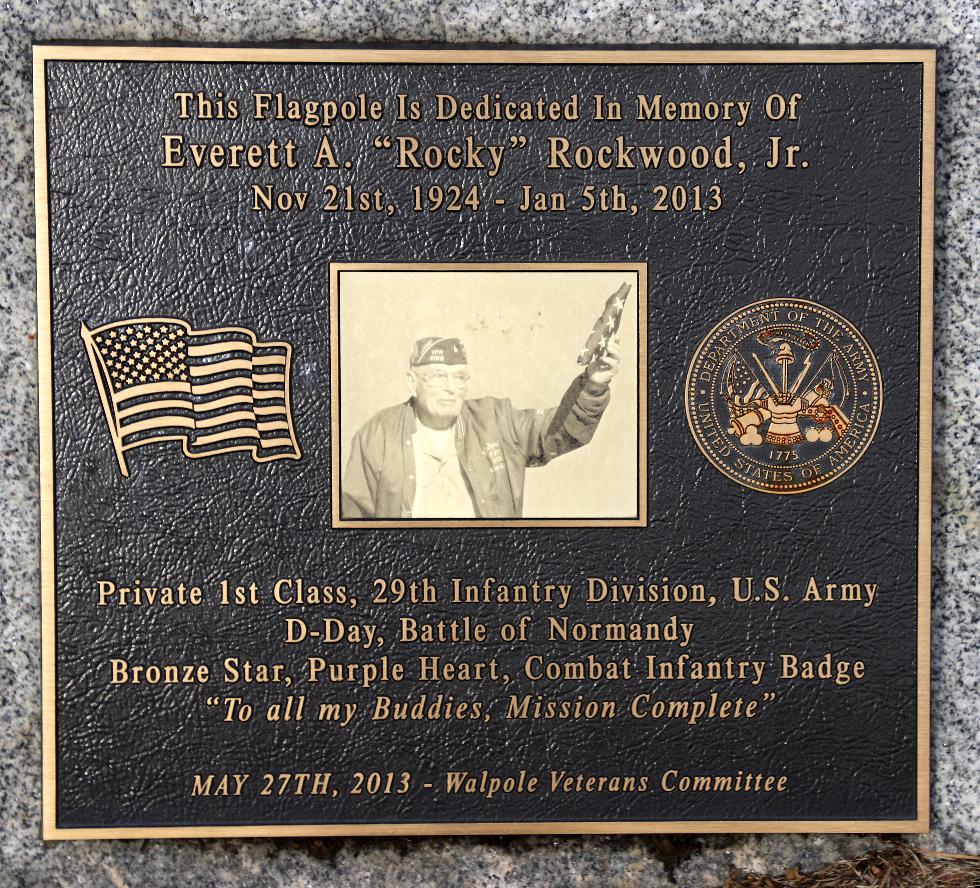 This Flagpole Is Dedicated In Memory Of
Everett A. “Rocky” Rockwood, Jr.
Nov 21st, 1924 - Jan 5th, 2013
VFW
DEPARTMENT OF THE ARMY
UNITED STATES OF AMERICA
1775
Private 1st Class, 29th Infantry Division, U.S. Army
D-Day, Battle of Normandy
Bronze Star, Purple Heart, Combat Infantry Badge
“To all my Buddies, Mission Complete”
MAY 27TH, 2013 - Walpole Veterans Committee